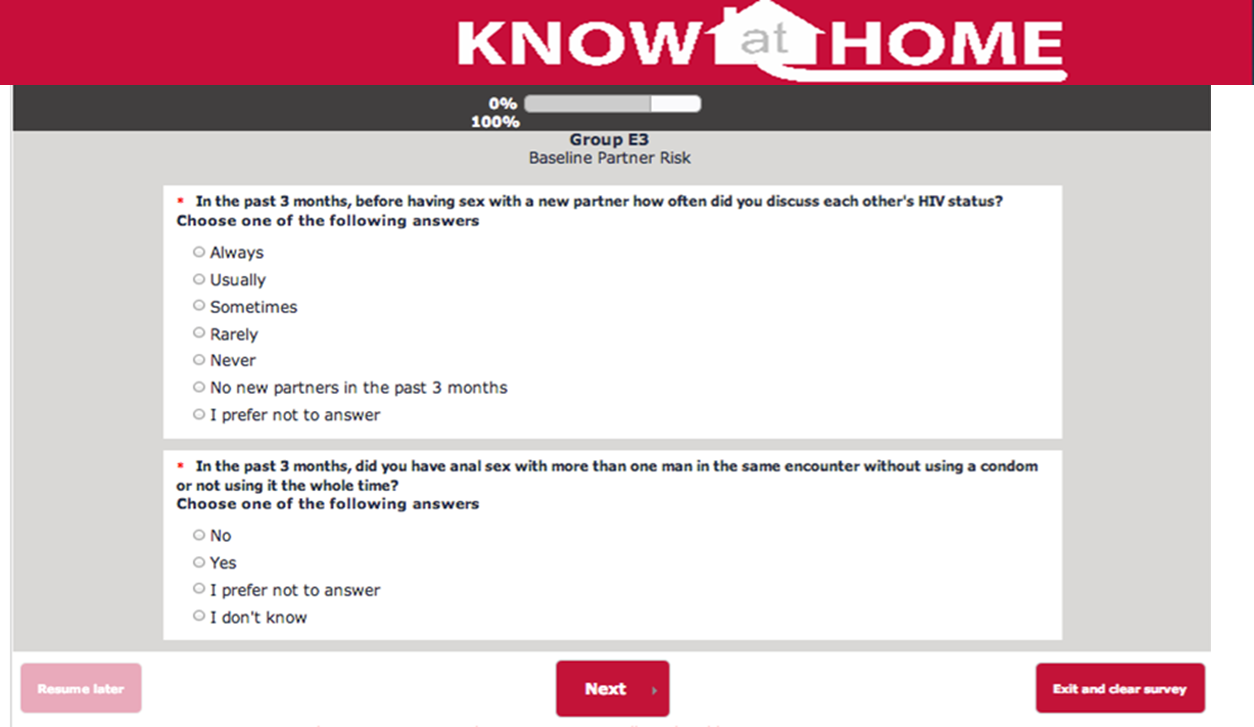 KNOW at HOME
0%
100%
Group E3
Baseline Partner Risk
* In the past 3 months, before having sex with a new partner how often did you discuss each other's HIV status?
Choose one of the following answers
Always
Usually
Sometimes
Rarely
Never
No new partners in the past 3 months
I prefer not to answer
* In the past 3 months, did you have anal sex with more than one man in the same encounter without using a condom
or not using it the whole time?
Choose one of the following answers
No
Yes
I prefer not to answer
I don't know
Resume later
Next
Exit and clear survey